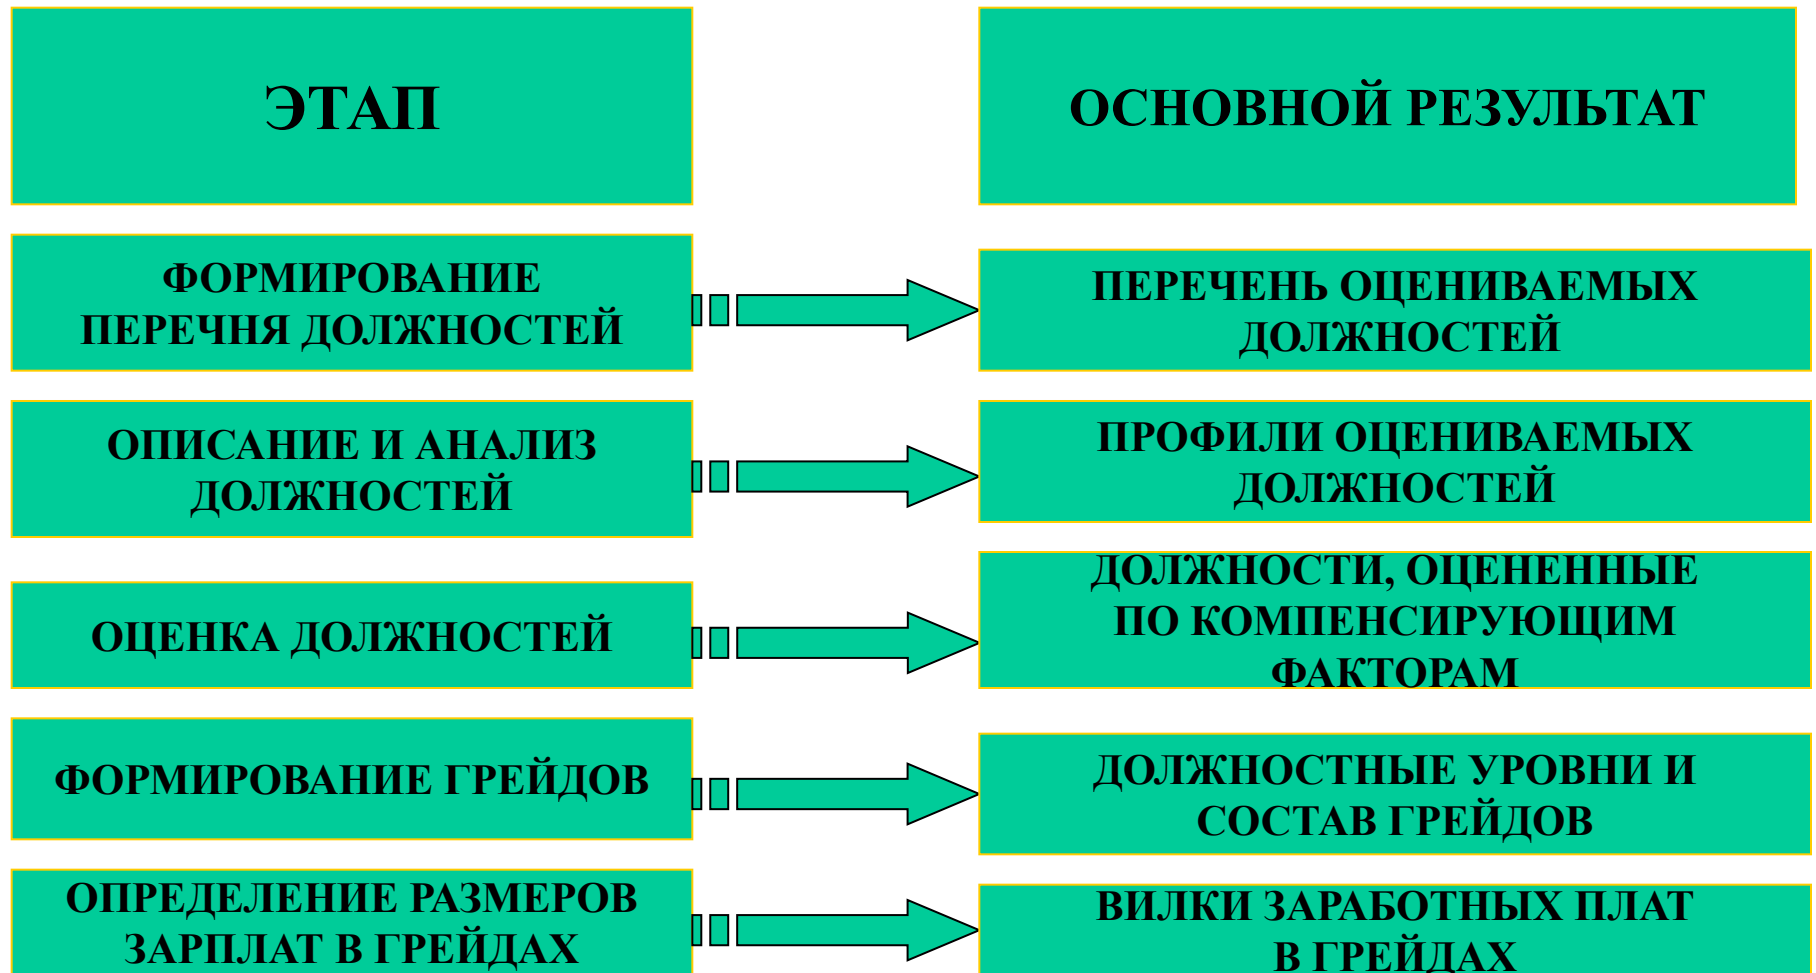 ЭТАП
ОСНОВНОЙ РЕЗУЛЬТАТ
ФОРМИРОВАНИЕ
ПЕРЕЧНЯ ДОЛЖНОСТЕЙ
ПЕРЕЧЕНЬ ОЦЕНИВАЕМЫХ
ДОЛЖНОСТЕЙ
ОПИСАНИЕ И АНАЛИЗ
ДОЛЖНОСТЕЙ
ПРОФИЛИ ОЦЕНИВАЕМЫХ
ДОЛЖНОСТЕЙ
ОЦЕНКА ДОЛЖНОСТЕЙ
ДОЛЖНОСТИ, ОЦЕНЕННЫЕ
ПО КОМПЕНСИРУЮЩИМ
ФАКТОРАМ
ФОРМИРОВАНИЕ ГРЕЙДОВ
ДОЛЖНОСТНЫЕ УРОВНИ И
СОСТАВ ГРЕЙДОВ
ОПРЕДЕЛЕНИЕ РАЗМЕРОВ
ЗАРПЛАТ В ГРЕЙДАХ
ВИЛКИ ЗАРАБОТНЫХ ПЛАТ
В ГРЕЙДАХ